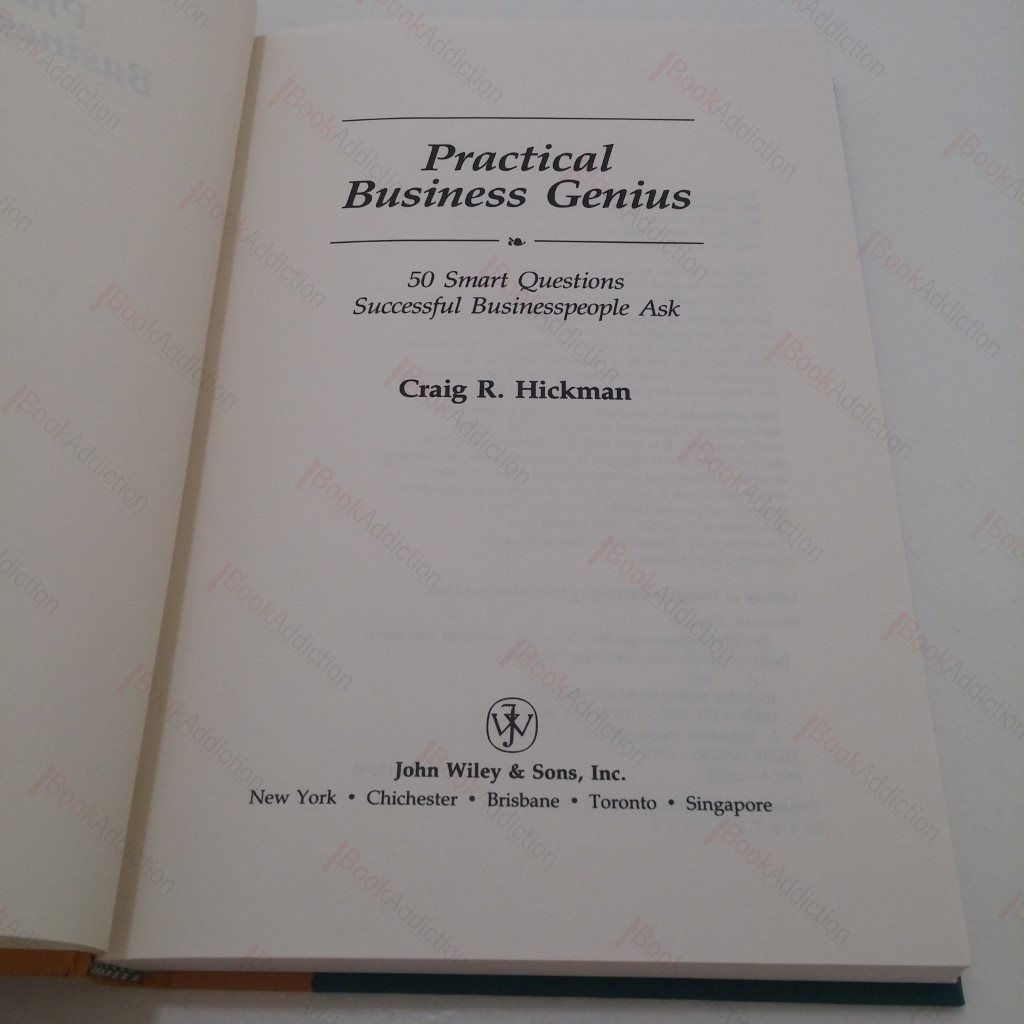 Practical
Business Genius
50 Smart Questions
Successful Businesspeople Ask
Craig R. Hickman
John Wiley & Sons, Inc.
New York • Chichester • Brisbane • Toronto • Singapore
BookAddiction